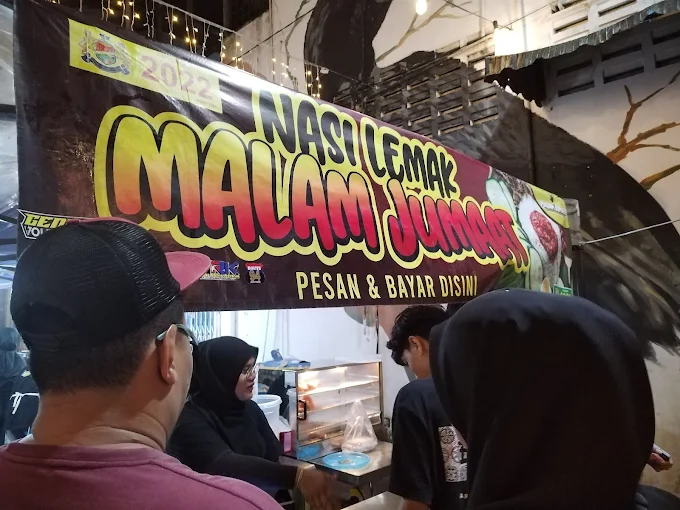 2022
NASI LEMAK
MALAM JUMAAT
PESAN & BAYAR DISINI